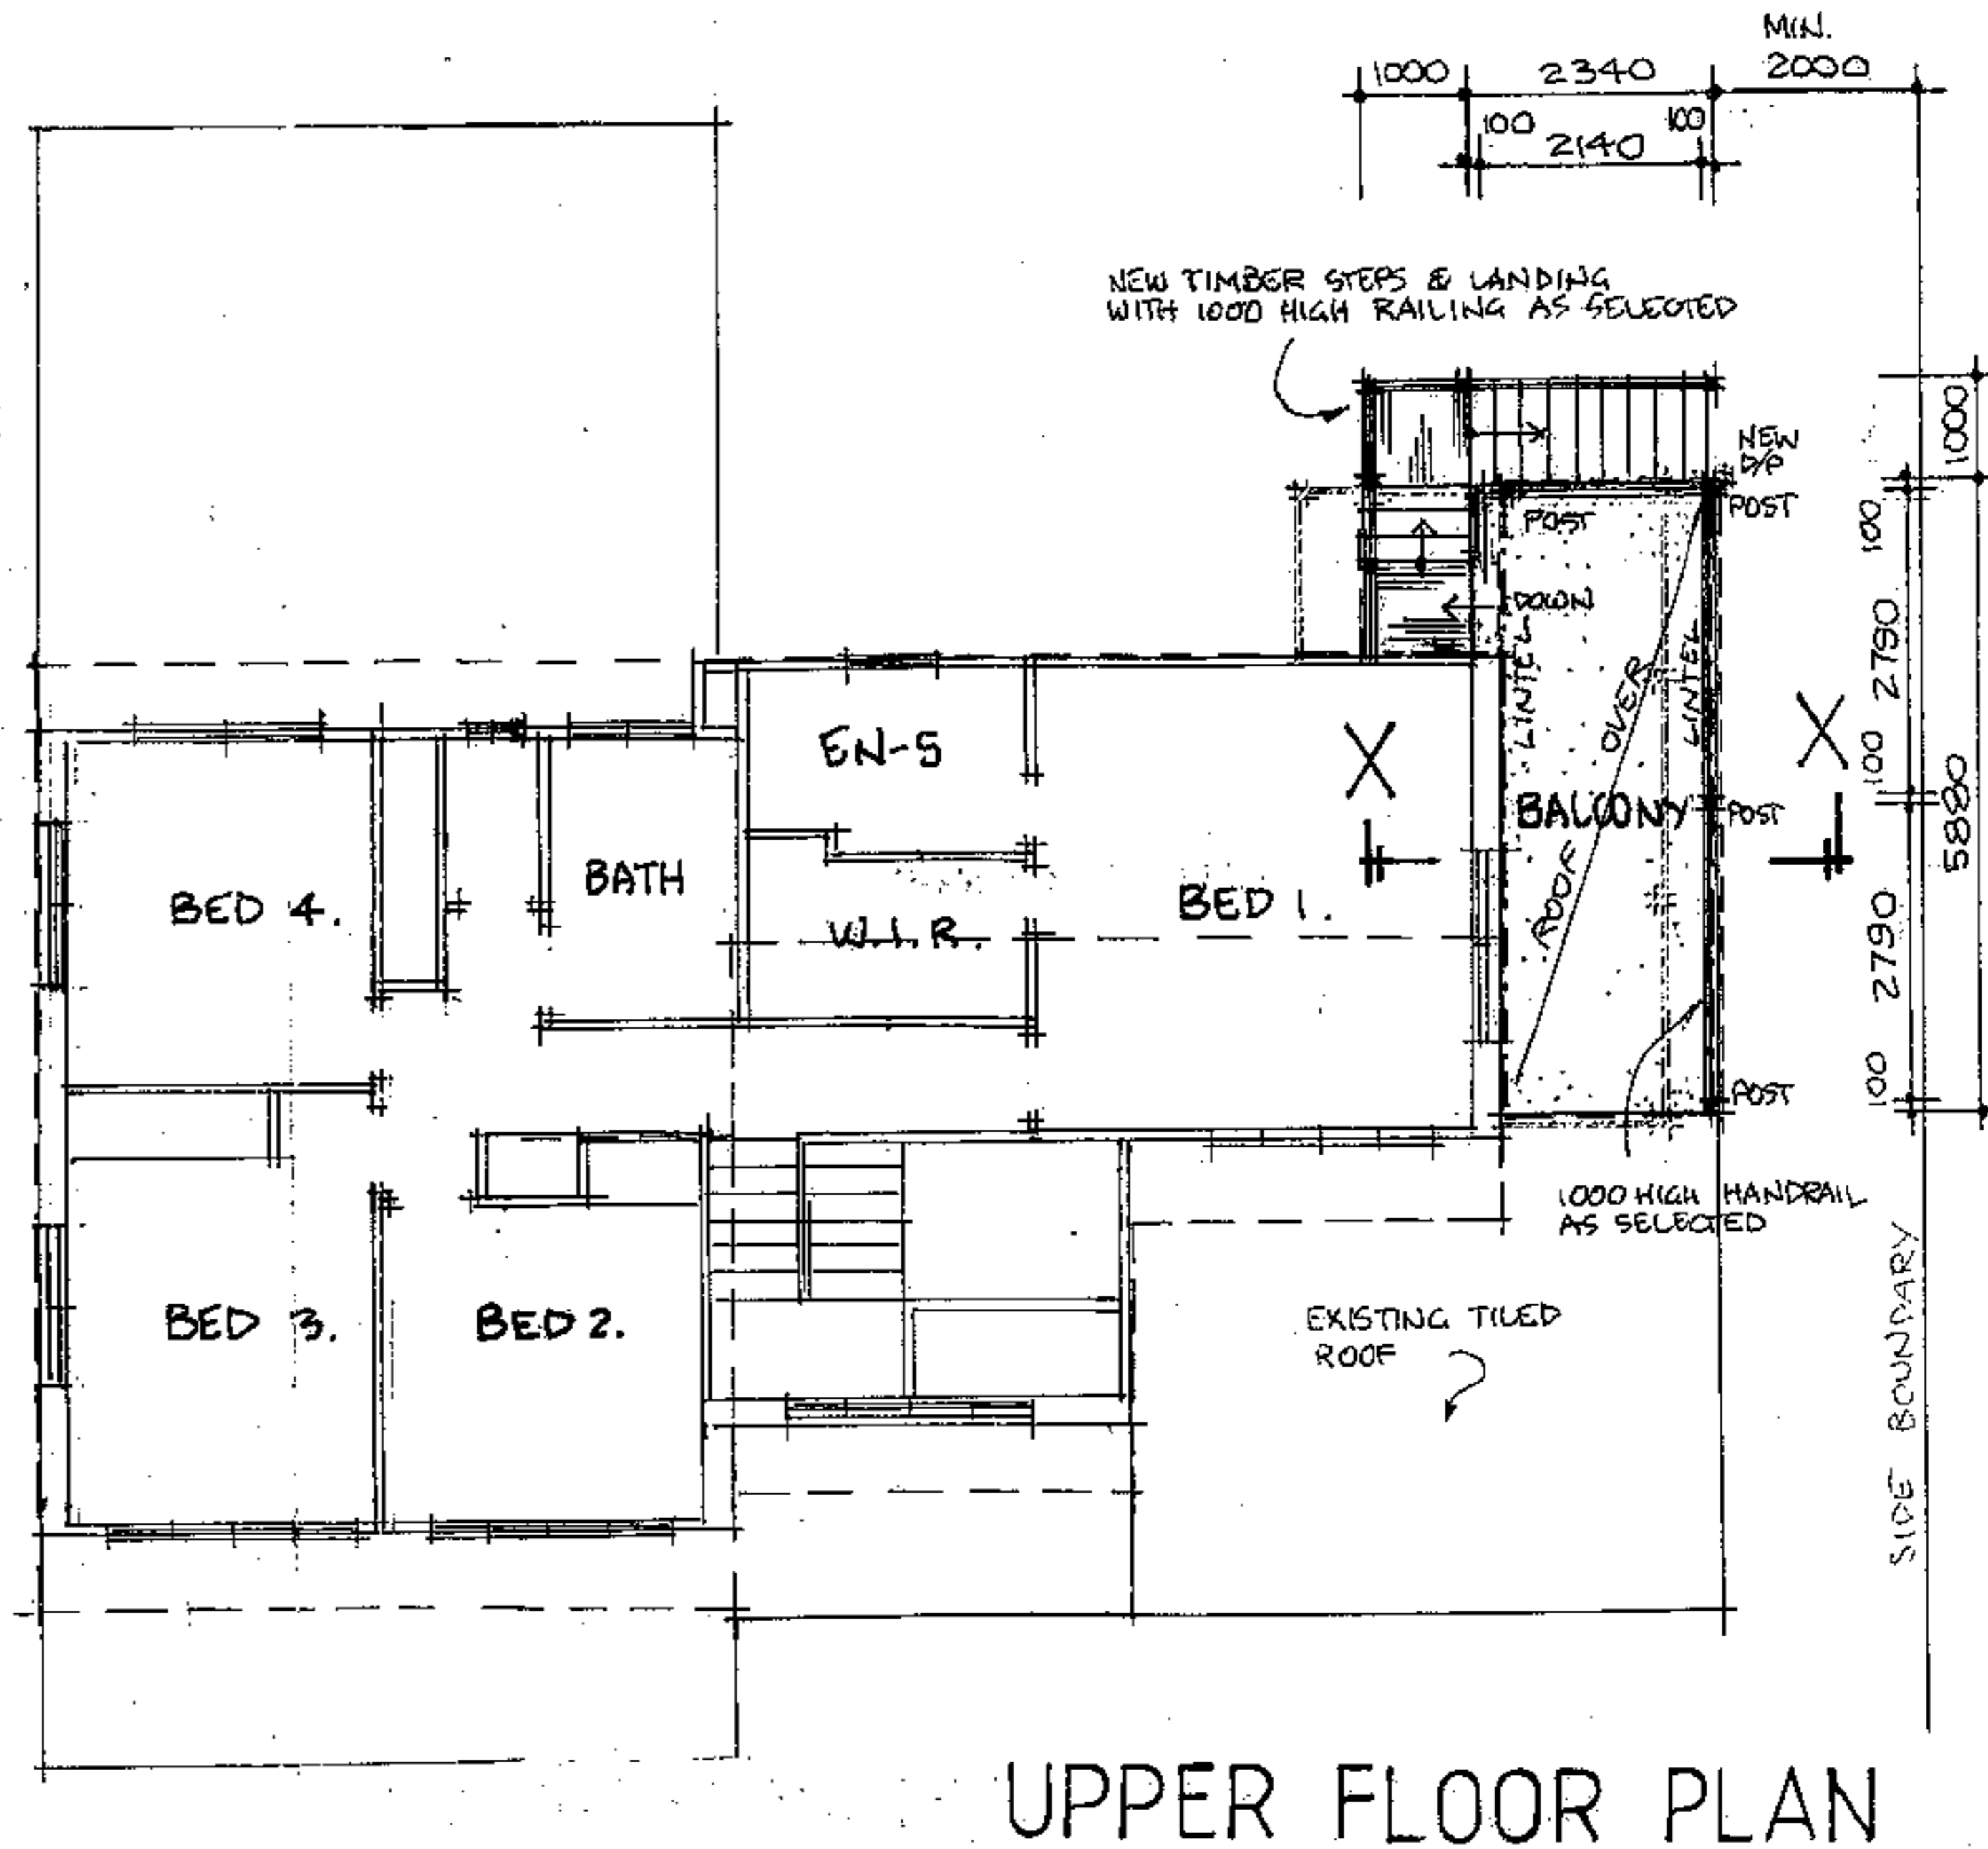 MIN.
1000 2340 2000
100 100
2140
NEW TIMBER STEPS & LANDING
WITH 1000 HIGH RAILING AS SELECTED
1000
NEW
D/P
POST
POST
100
DOWN
LINTEL
OVER
LINTEL
2790
EN-S
X
X
100
BALCONY
POST
5880
BATH
BED 4.
BED 1.
ROOF
W.I.R.
2790
100
POST
1000 HIGH HANDRAIL
AS SELECTED
BED 3.
BED 2.
EXISTING TILED
ROOF
SIDE BOUNDARY
UPPER FLOOR PLAN